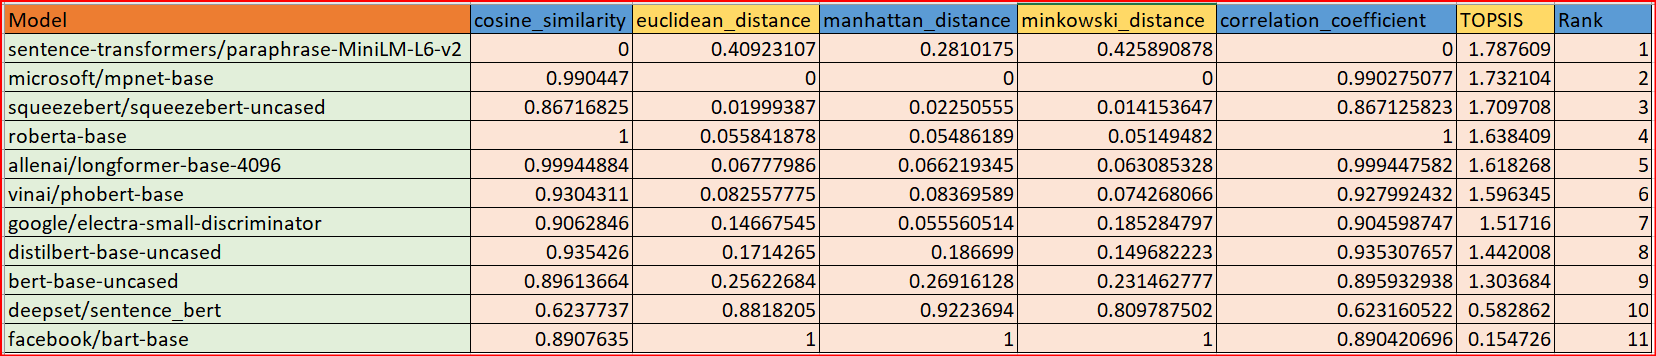 Model cosine_similarity euclidean_distance manhattan_distance minkowski_distance correlation_coefficient TOPSIS Rank
sentence-transformers/paraphrase-MiniLM-L6-v2 0 0.40923107 0.2810175 0.425890878 0 1.787609 1
microsoft/mpnet-base 0.990447 0 0 0 0.990275077 1.732104 2
squeezebert/squeezebert-uncased 0.86716825 0.01999387 0.02250555 0.014153647 0.867125823 1.709708 3
roberta-base 1 0.055841878 0.05486189 0.05149482 1 1.638409 4
allenai/longformer-base-4096 0.99944884 0.06777986 0.066219345 0.063085328 0.999447582 1.618268 5
vinai/phobert-base 0.9304311 0.082557775 0.08369589 0.074268066 0.927992432 1.596345 6
google/electra-small-discriminator 0.9062846 0.14667545 0.055560514 0.185284797 0.904598747 1.51716 7
distilbert-base-uncased 0.935426 0.1714265 0.186699 0.149682223 0.935307657 1.442008 8
bert-base-uncased 0.89613664 0.25622684 0.26916128 0.231462777 0.895932938 1.303684 9
deepset/sentence_bert 0.6237737 0.8818205 0.9223694 0.809787502 0.623160522 0.582862 10
facebook/bart-base 0.8907635 1 1 1 0.890420696 0.154726 11